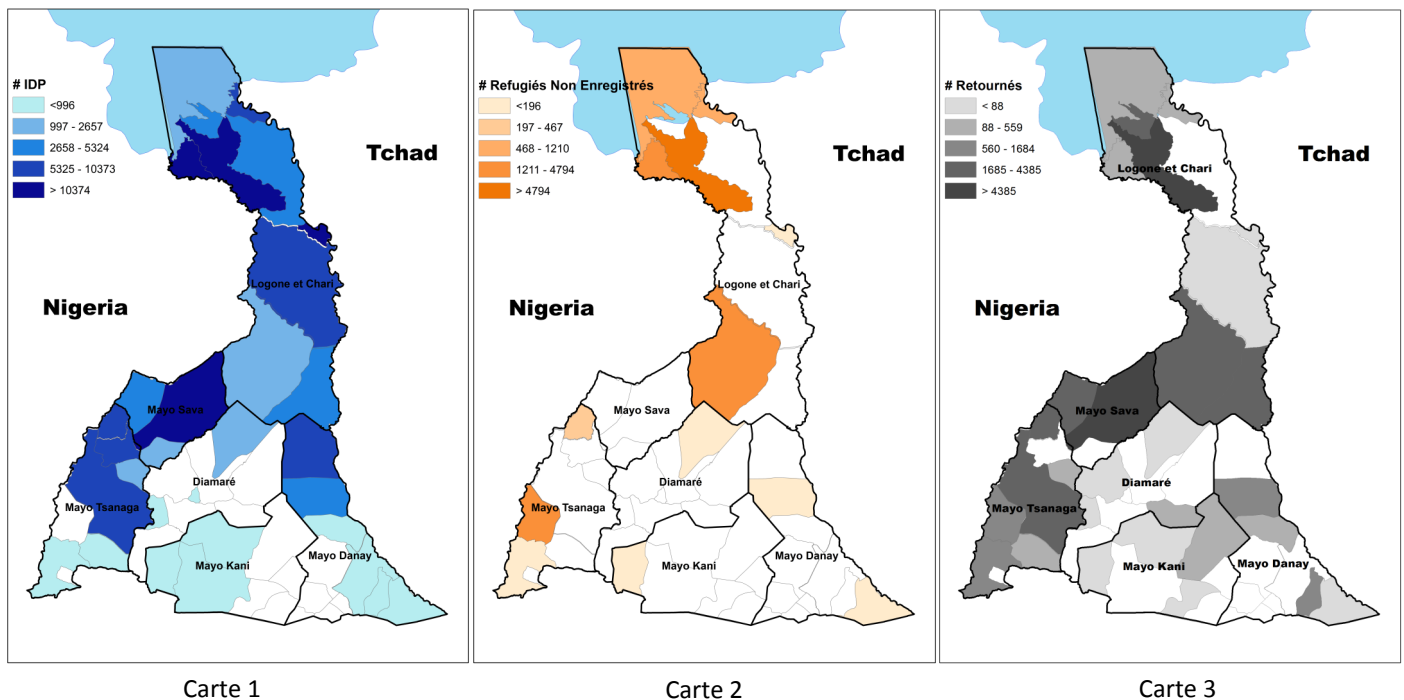 # IDP
<996
997 - 2657
2658 - 5324
5325 - 10373
> 10374
Tchad
Nigeria
Logone et Chari
Mayo Sava
Diamaré
Mayo Tsanaga
Mayo Kani
Mayo Danay
Carte 1
# Refugiés Non Enregistrés
<196
197 - 467
468 - 1210
1211 - 4794
> 4794
Tchad
Nigeria
Logone et Chari
Mayo Sava
Diamaré
Mayo Tsanaga
Mayo Kani
Mayo Danay
Carte 2
# Retournés
< 88
88 - 559
560 - 1684
1685 - 4385
> 4385
Tchad
Logone et Chari
Nigeria
Mayo Sava
Diamaré
Mayo Tsanaga
Mayo Kani
Mayo Danay
Carte 3